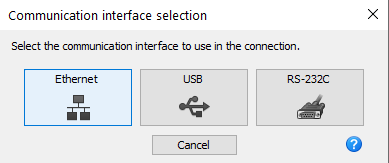 Communication interface selection
Select the communication interface to use in the connection.
Ethernet
USB
RS-232C
Cancel
?